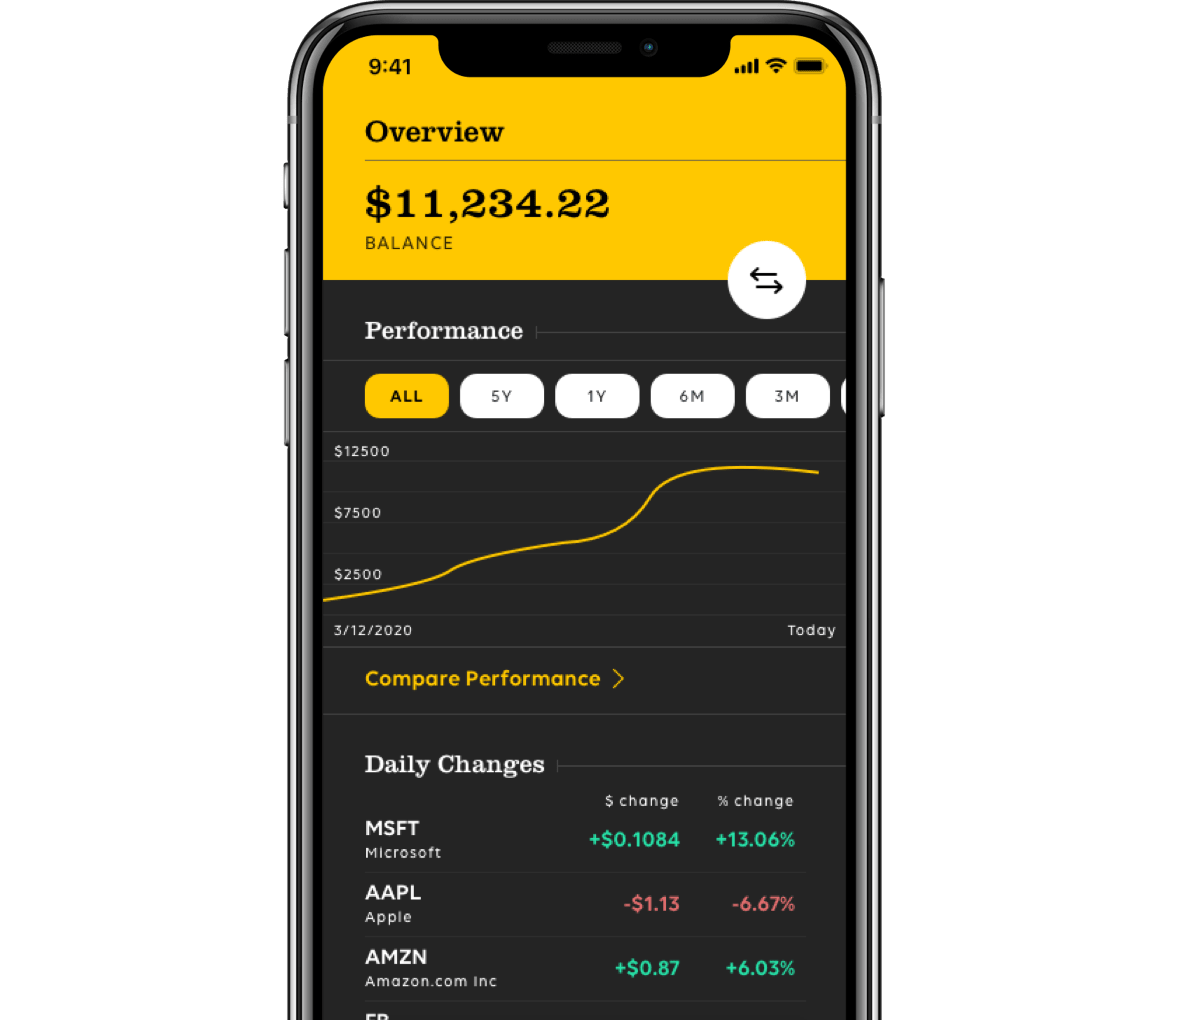 9:41
Overview
$11,234.22
BALANCE
Performance
ALL 5Y 1Y 6M 3M
$12500
$7500
$2500
3/12/2020 Today
Compare Performance
Daily Changes
$ change % change
MSFT
+$0.1084 +13.06%
Microsoft
AAPL
-$1.13 -6.67%
Apple
AMZN
+$0.87 +6.03%
Amazon.com Inc